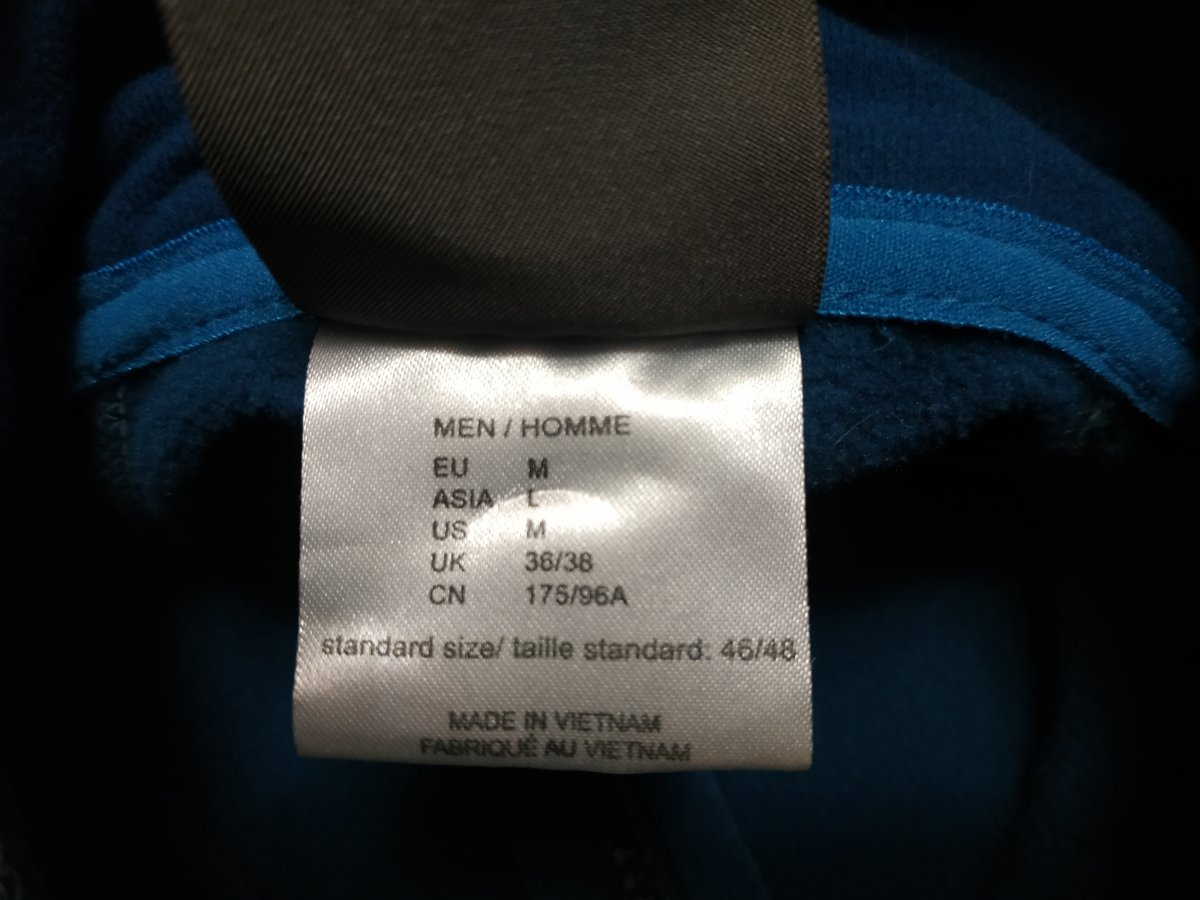 MEN / HOMME
EU M
ASIA L
US M
UK 36/38
CN 175/96A
standard size/ taille standard: 46/48
MADE IN VIETNAM
FABRIQUÉ AU VIETNAM